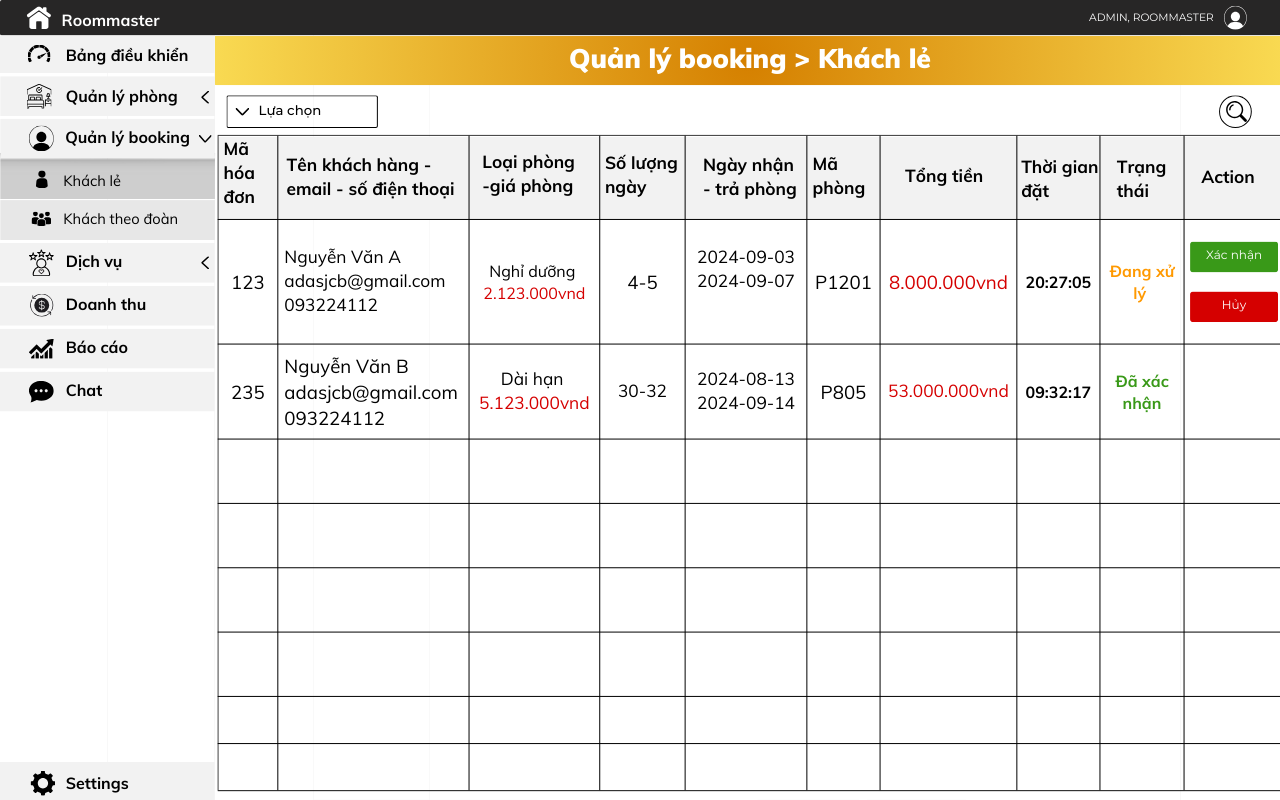 Roommaster
ADMIN, ROOMMASTER
Bảng điều khiển
Quản lý phòng
Quản lý booking
Khách lẻ
Khách theo đoàn
Dịch vụ
Doanh thu
Báo cáo
Chat
Settings
Quản lý booking > Khách lẻ
Lựa chọn
Mã
hóa
đơn
Tên khách hàng -
email - số điện thoại
Loại phòng
-giá phòng
Số lượng
ngày
Ngày nhận
- trả phòng
Mã
phòng
Tổng tiền
Thời gian
đặt
Trạng
thái
Action
123
Nguyễn Văn A
adasjcb@gmail.com
093224112
Nghỉ dưỡng
2.123.000vnd
4-5
2024-09-03
2024-09-07
P1201
8.000.000vnd
20:27:05
Đang xử
lý
Xác nhận
Hủy
235
Nguyễn Văn B
adasjcb@gmail.com
093224112
Dài hạn
5.123.000vnd
30-32
2024-08-13
2024-09-14
P805
53.000.000vnd
09:32:17
Đã xác
nhận